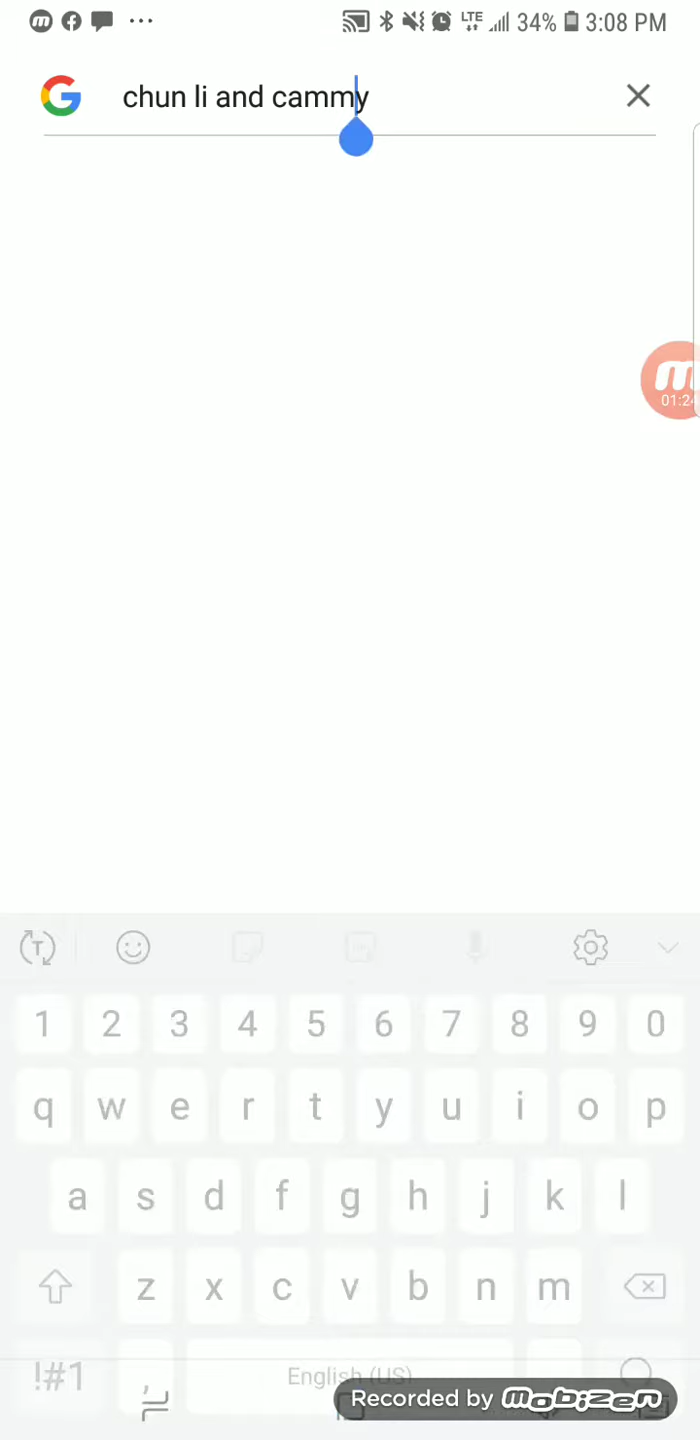 LTE 34% 3:08 PM
chun li and cammy
m
01:24
1 2 3 4 5 6 7 8 9 0
q w e r t y u i o p
a s d f g h j k l
z x c v b n m
!#1 , English (US)
Recorded by mobizen